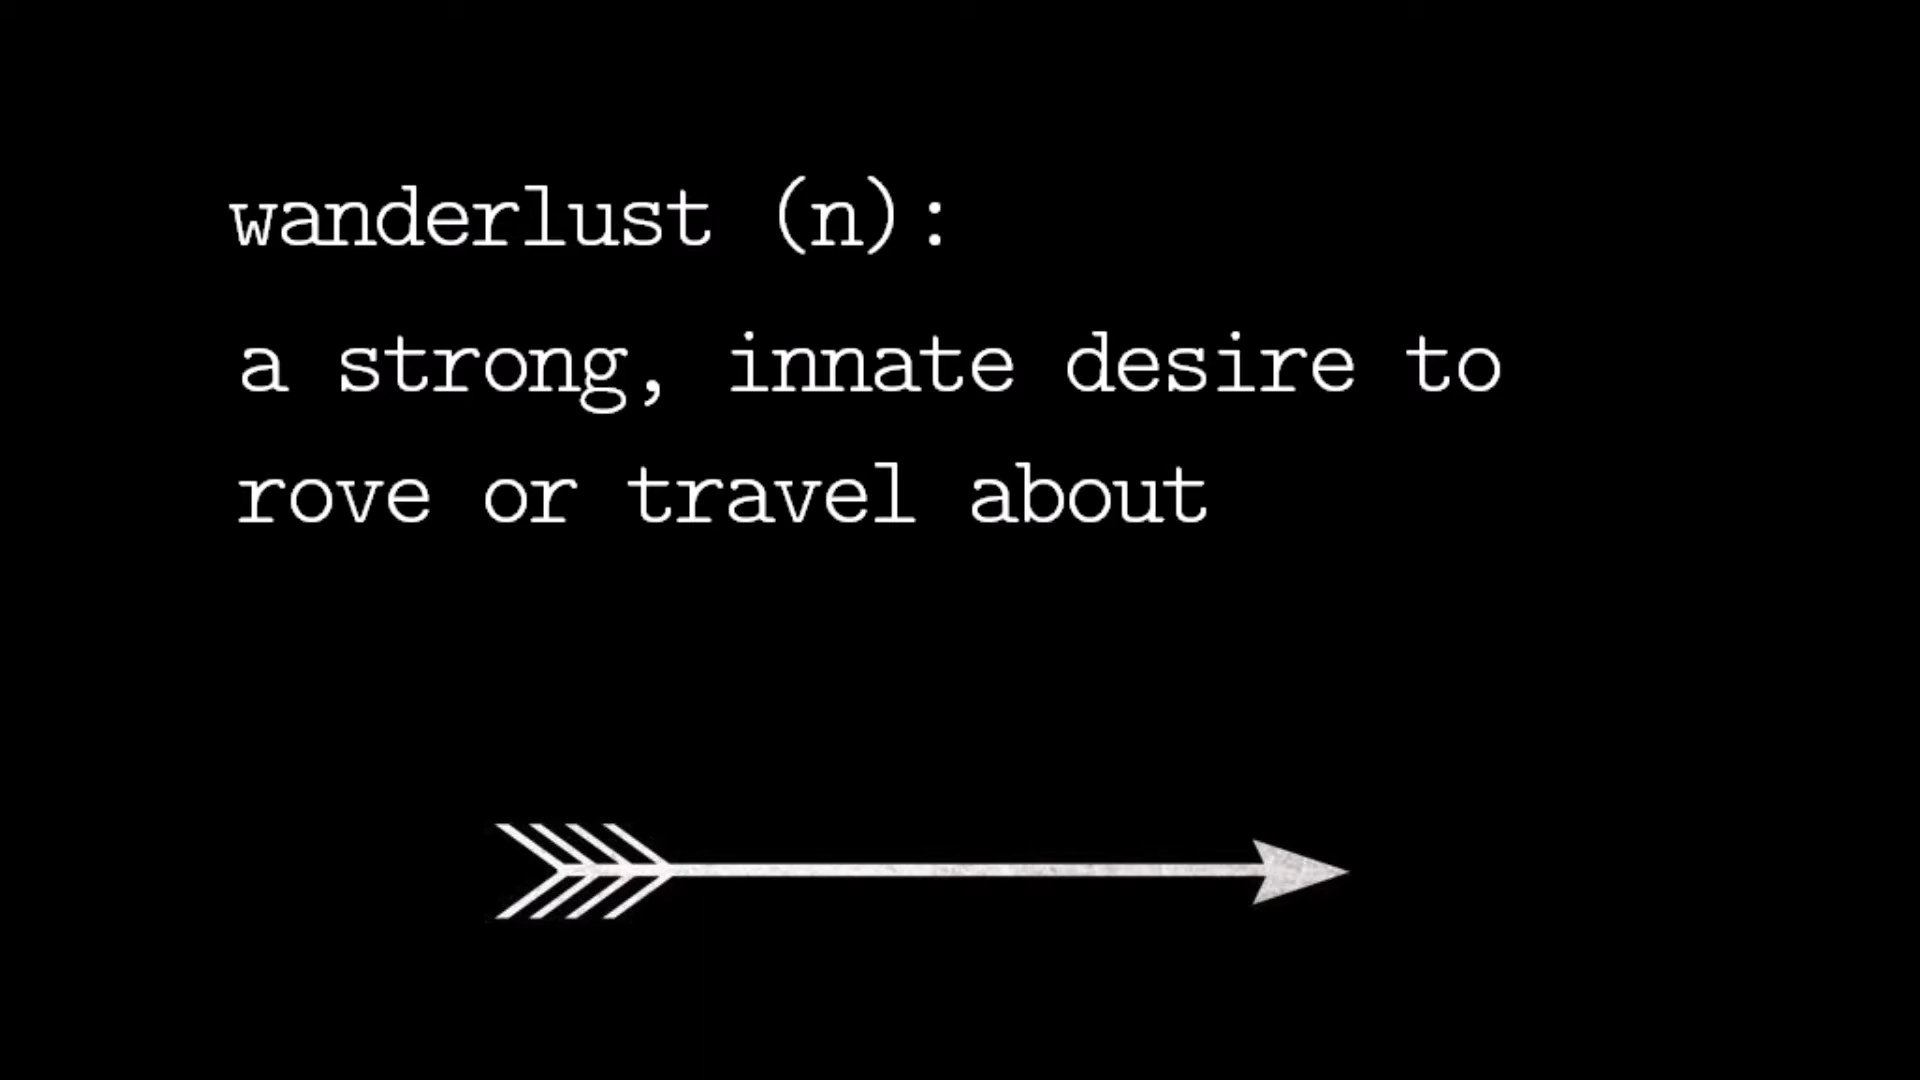 wanderlust (n):
a strong, innate desire to
rove or travel about